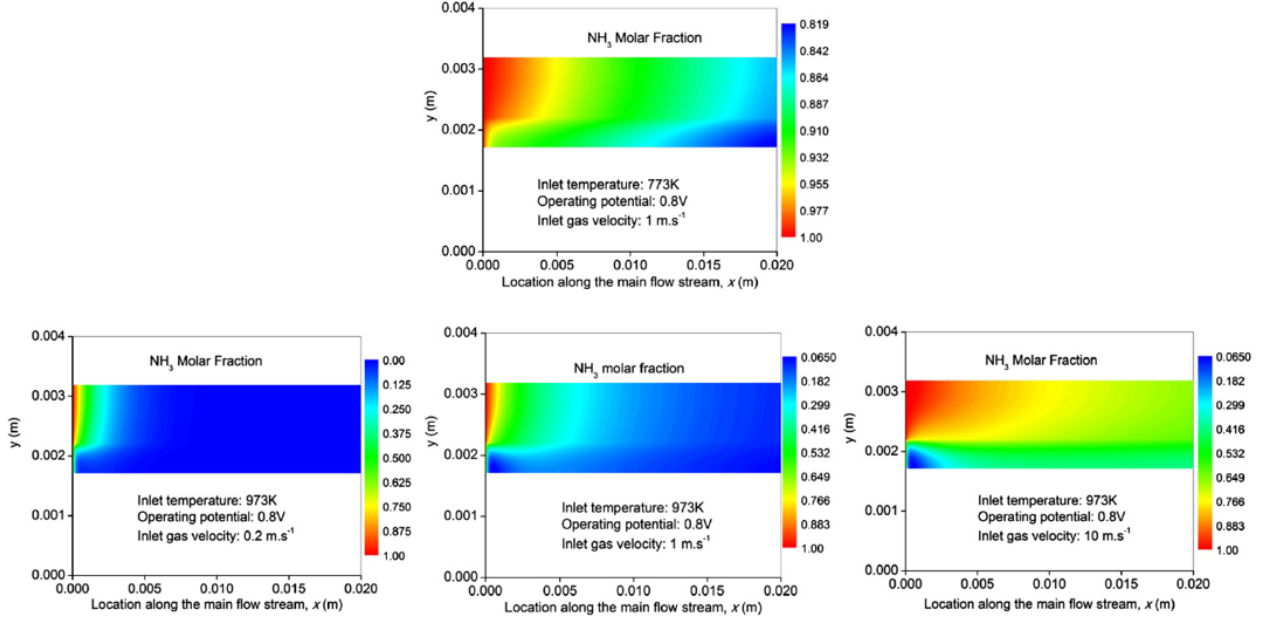 NH3 Molar Fraction
y (m)
0.004
0.003
0.002
0.001
0.000
0.819
0.842
0.864
0.887
0.910
0.932
0.955
0.977
1.00
Inlet temperature: 773K
Operating potential: 0.8V
Inlet gas velocity: 1 m.s-1
0.000 0.005 0.010 0.015 0.020
Location along the main flow stream, x (m)
NH3 Molar Fraction
y (m)
0.004
0.003
0.002
0.001
0.000
0.00
0.125
0.250
0.375
0.500
0.625
0.750
0.875
1.00
Inlet temperature: 973K
Operating potential: 0.8V
Inlet gas velocity: 0.2 m.s-1
0.000 0.005 0.010 0.015 0.020
Location along the main flow stream, x (m)
NH3 molar fraction
y (m)
0.004
0.003
0.002
0.001
0.000
0.0650
0.182
0.299
0.416
0.532
0.649
0.766
0.883
1.00
Inlet temperature: 973K
Operating potential: 0.8V
Inlet gas velocity: 1 m.s-1
0.000 0.005 0.010 0.015 0.020
Location along the main flow stream, x (m)
NH3 Molar Fraction
y (m)
0.004
0.003
0.002
0.001
0.000
0.0650
0.182
0.299
0.416
0.532
0.649
0.766
0.883
1.00
Inlet temperature: 973K
Operating potential: 0.8V
Inlet gas velocity: 10 m.s-1
0.000 0.005 0.010 0.015 0.020
Location along the main flow stream, x (m)